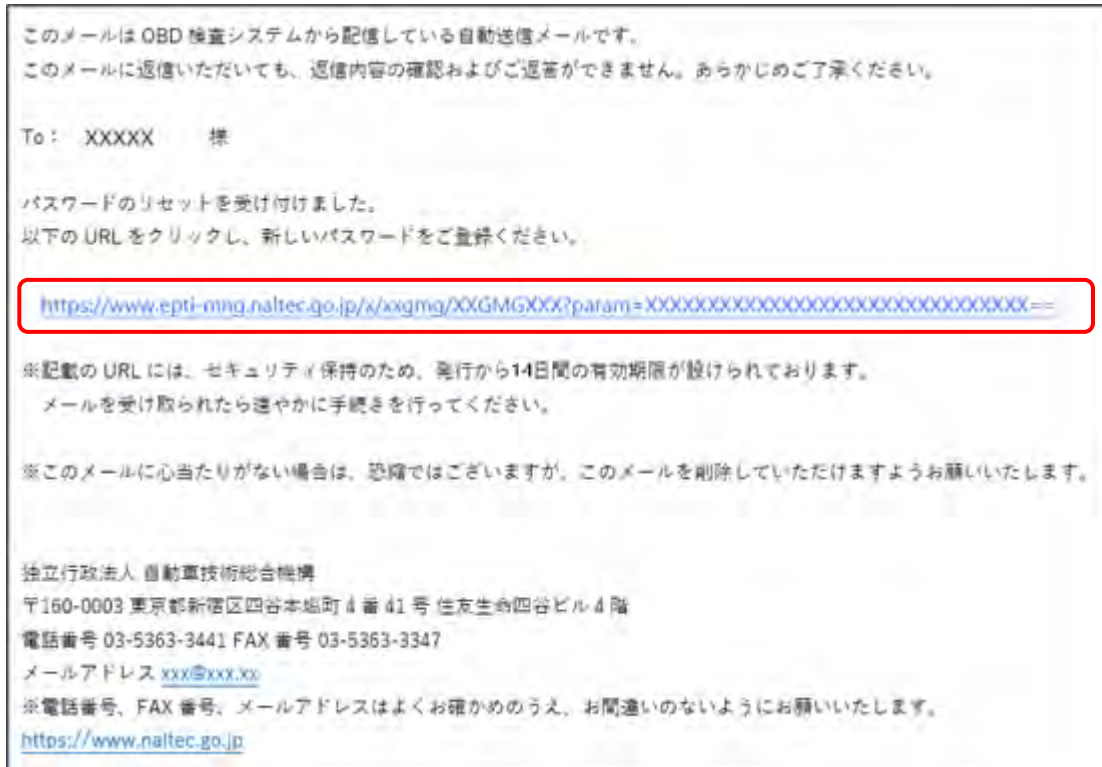 このメールは OBD 検査システムから配信している自動送信メールです。
このメールに返信いただいても、返信内容の確認およびご返答ができません。あらかじめご了承ください。
To： XXXXX 様
パスワードのリセットを受け付けました。
以下の URL をクリックし、新しいパスワードをご登録ください。
https://www.epti-mng.naltec.go.jp/x/xxgmg/XXGMGXXX?param=XXXXXXXXXXXXXXXXXXXXXXXXXXXXXXX==
※記載の URL には、セキュリティ保持のため、発行から14日間の有効期限が設けられております。
メールを受け取られたら速やかに手続きを行ってください。
※このメールに心当たりがない場合は、恐縮ではございますが、このメールを削除していただけますようお願いいたします。
独立行政法人 自動車技術総合機構
〒160-0003 東京都新宿区四谷本塩町 4 番 41 号 住友生命四谷ビル 4 階
電話番号 03-5363-3441 FAX 番号 03-5363-3347
メールアドレス xxx@xxx.xx
※電話番号、FAX 番号、メールアドレスはよくお確かめのうえ、お間違いのないようにお願いいたします。
https://www.naltec.go.jp